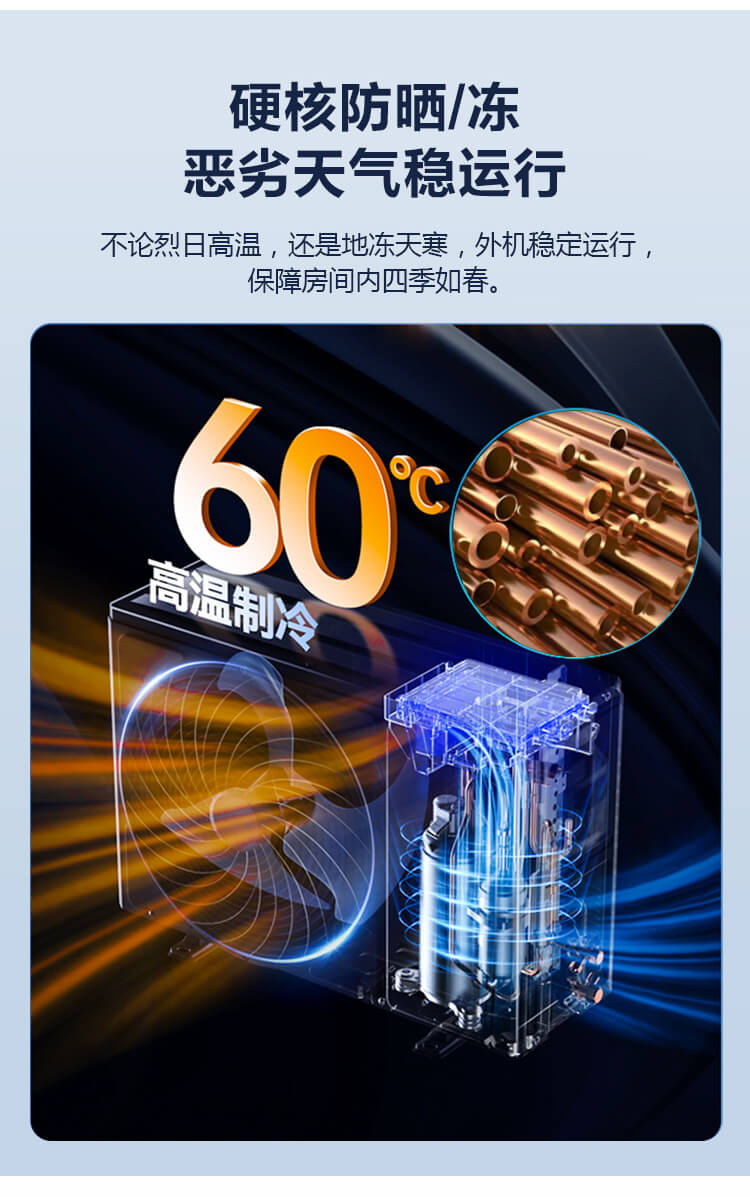 硬核防晒/冻
恶劣天气稳运行
不论烈日高温，还是地冻天寒，外机稳定运行，
保障房间内四季如春。
60℃
高温制冷